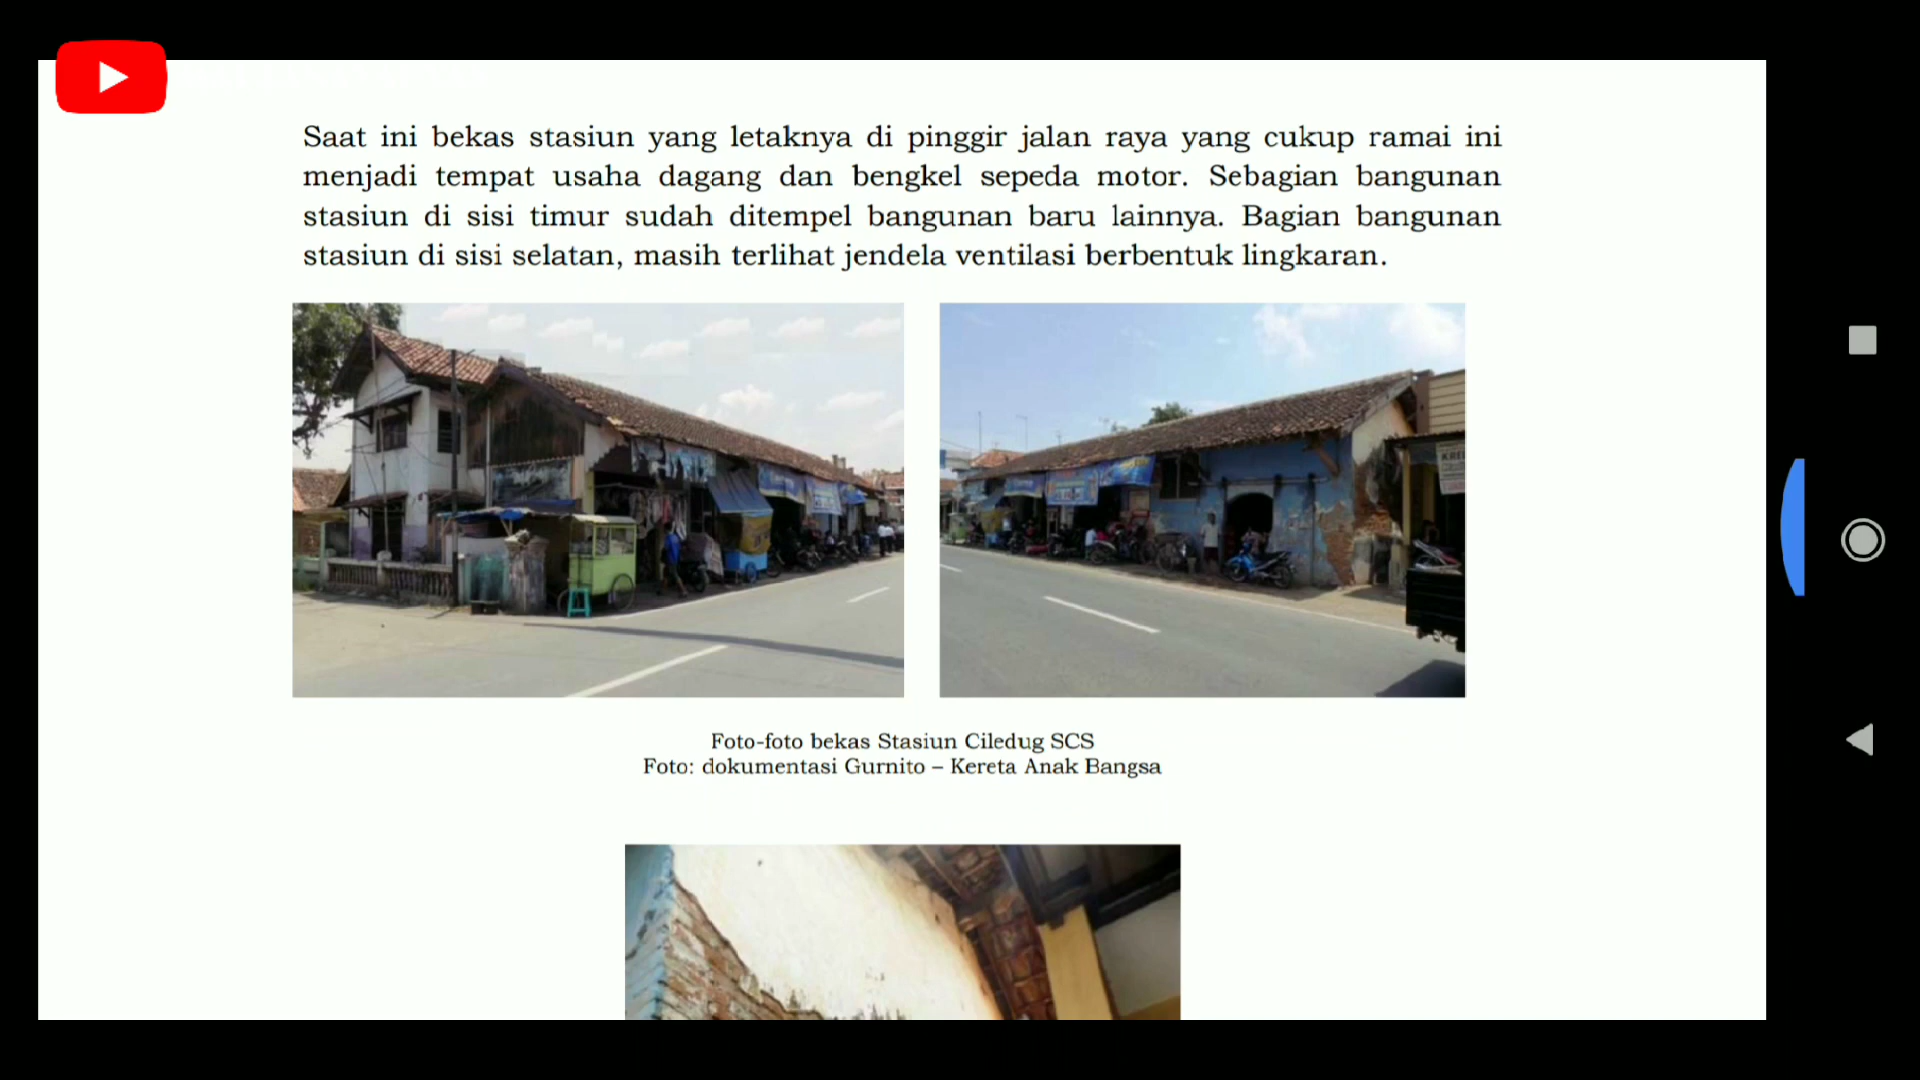 Saat ini bekas stasiun yang letaknya di pinggir jalan raya yang cukup ramai ini
menjadi tempat usaha dagang dan bengkel sepeda motor. Sebagian bangunan
stasiun di sisi timur sudah ditempel bangunan baru lainnya. Bagian bangunan
stasiun di sisi selatan, masih terlihat jendela ventilasi berbentuk lingkaran.
Foto-foto bekas Stasiun Ciledug SCS
Foto: dokumentasi Gurnito – Kereta Anak Bangsa